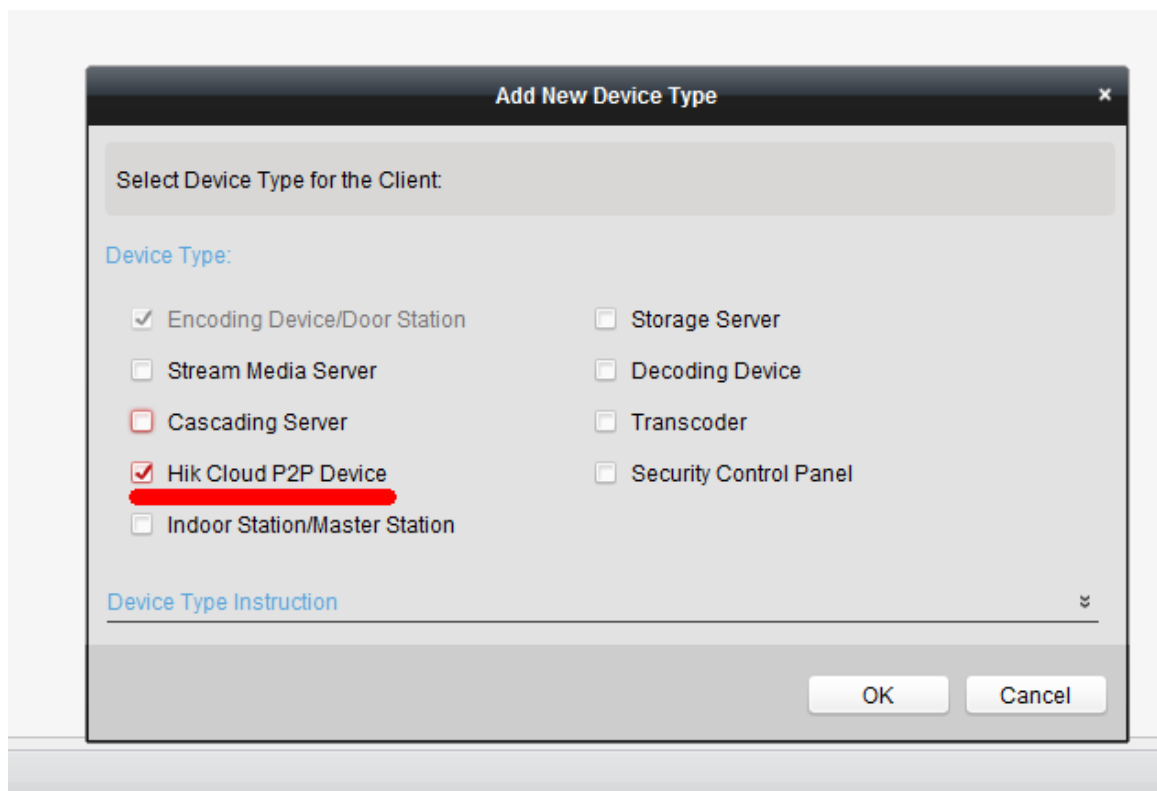 Add New Device Type
Select Device Type for the Client:
Device Type:
Encoding Device/Door Station
Storage Server
Stream Media Server
Decoding Device
Cascading Server
Transcoder
Hik Cloud P2P Device
Security Control Panel
Indoor Station/Master Station
Device Type Instruction
OK
Cancel